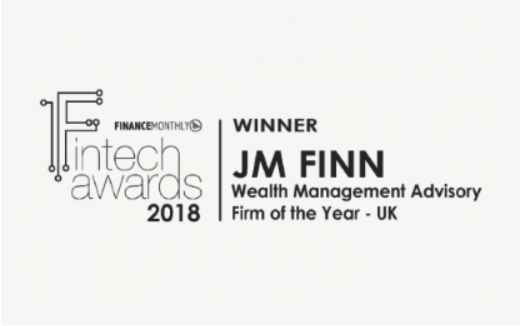 FINANCEMONTHLY
Fintech
awards
2018
WINNER
JM FINN
Wealth Management Advisory
Firm of the Year - UK